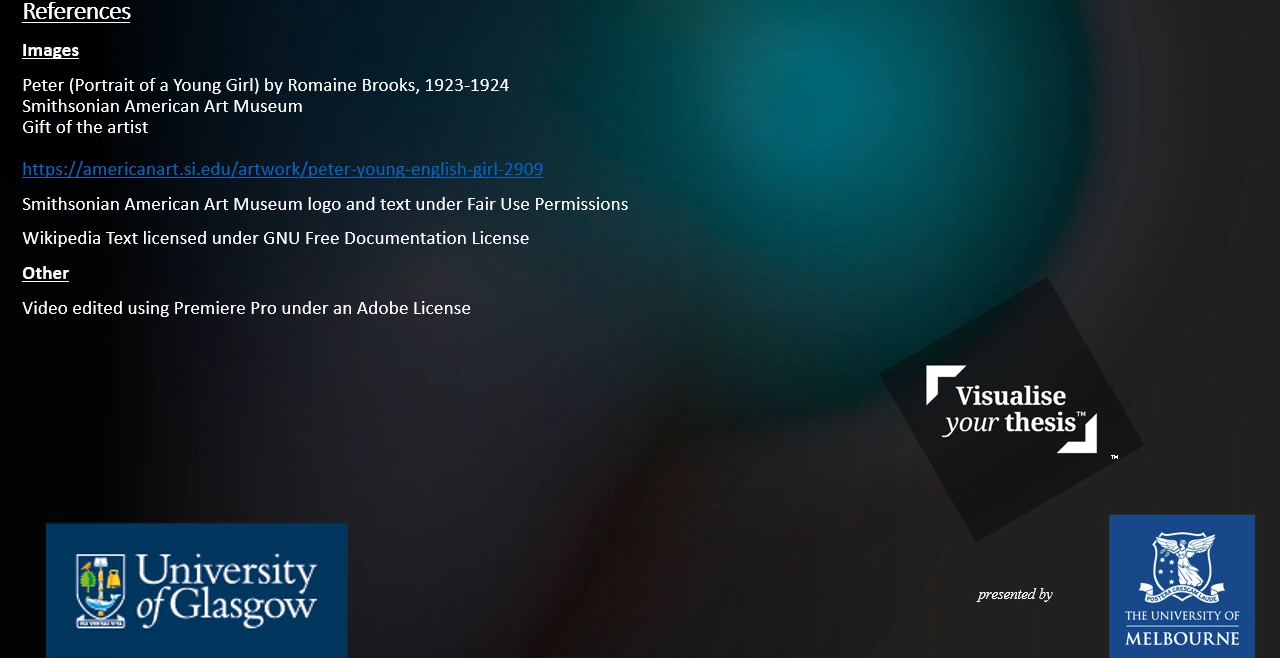 References
Images
Peter (Portrait of a Young Girl) by Romaine Brooks, 1923-1924
Smithsonian American Art Museum
Gift of the artist
https://americanart.si.edu/artwork/peter-young-english-girl-2909
Smithsonian American Art Museum logo and text under Fair Use Permissions
Wikipedia Text licensed under GNU Free Documentation License
Other
Video edited using Premiere Pro under an Adobe License
Visualise
your thesis™
™
University
of Glasgow
presented by
POSTERA CRESCAM LAUDE
THE UNIVERSITY OF
MELBOURNE